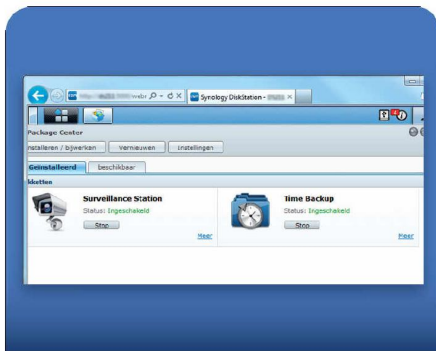 webr
Synology DiskStation -
Package Center
nstalleren / bijwerken
Vernieuwen
Instellingen
Geïnstalleerd
beschikbaar
kketten
Surveillance Station
Status: Ingeschakeld
Stop
Meer
Time Backup
Status: Ingeschakeld
Stop
Meer